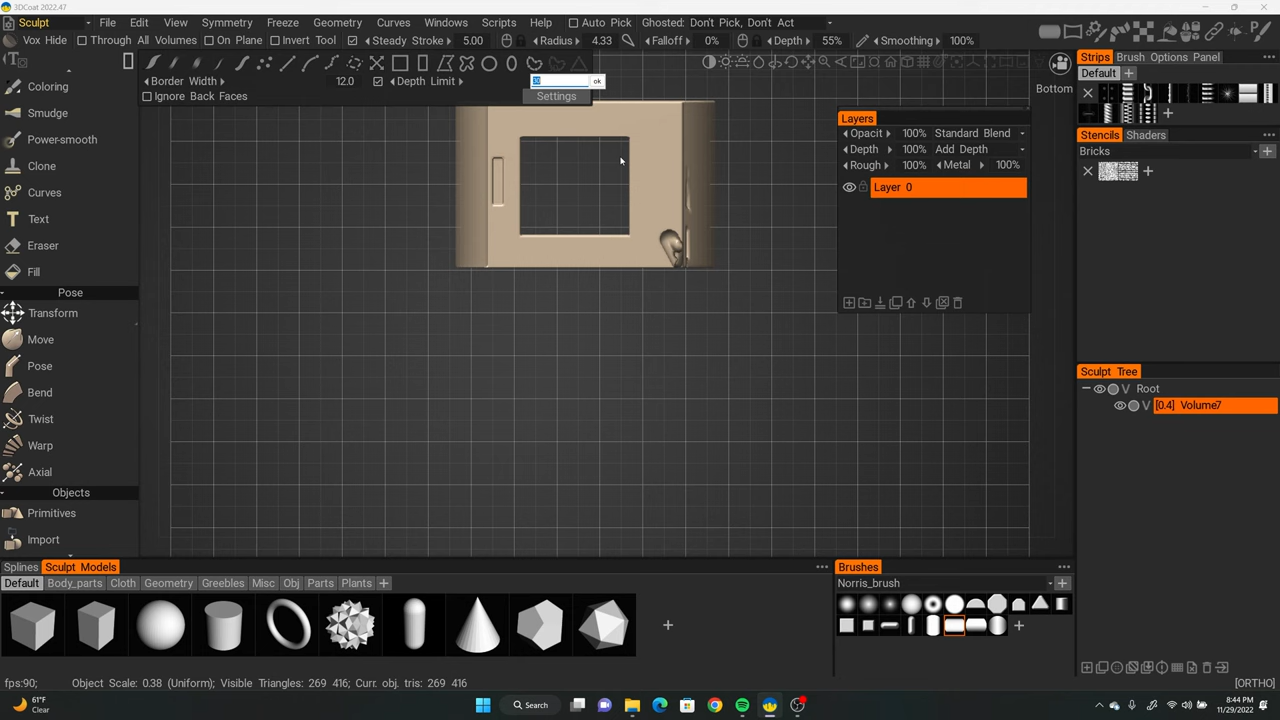 3DCoat 2022.47
Sculpt File Edit View Symmetry Freeze Geometry Curves Windows Scripts Help Auto Pick Ghosted: Don't Pick, Don't Act
Vox Hide Through All Volumes On Plane Invert Tool Steady Stroke 5.00 Radius 4.33 Falloff 0% Depth 55% Smoothing 100%
Border Width 12.0 Depth Limit 30 ok
Ignore Back Faces Settings
Bottom
Coloring
Smudge
Power-smooth
Clone
Curves
Text
Eraser
Fill
Pose
Transform
Move
Pose
Bend
Twist
Warp
Axial
Objects
Primitives
Import
Layers
Opacit 100% Standard Blend
Depth 100% Add Depth
Rough 100% Metal 100%
Layer 0
Strips Brush Options Panel
Default
Stencils Shaders
Bricks
Sculpt Tree
Root
V [0.4] Volume7
Splines Sculpt Models
Default Body_parts Cloth Geometry Greebles Misc Obj Parts Plants
Brushes
Norris_brush
fps:90; Object Scale: 0.38 (Uniform); Visible Triangles: 269 416; Curr. obj. tris: 269 416
[ORTHO]
61°F
Clear
Search
8:44 PM
11/29/2022